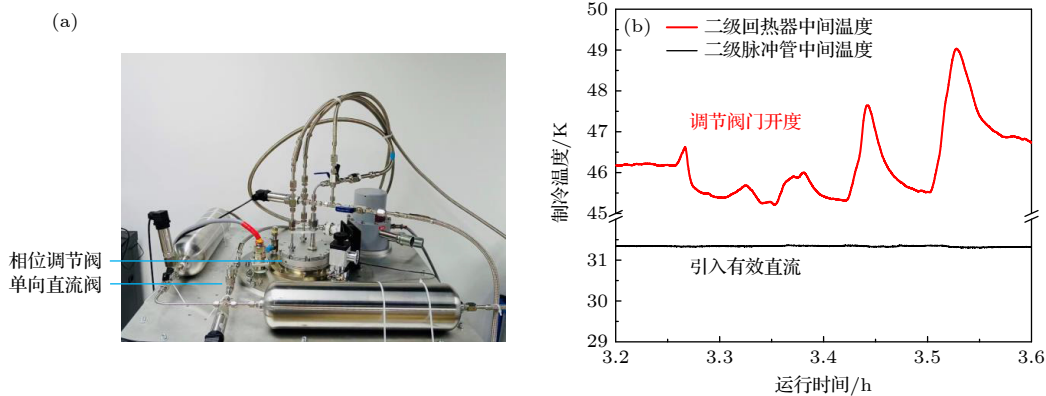 (a)
相位调节阀
单向直流阀
(b)
二级回热器中间温度
二级脉冲管中间温度
调节阀门开度
引入有效直流
制冷温度/K
50
49
48
47
46
45
31
30
29
3.2
3.3
3.4
3.5
3.6
运行时间/h